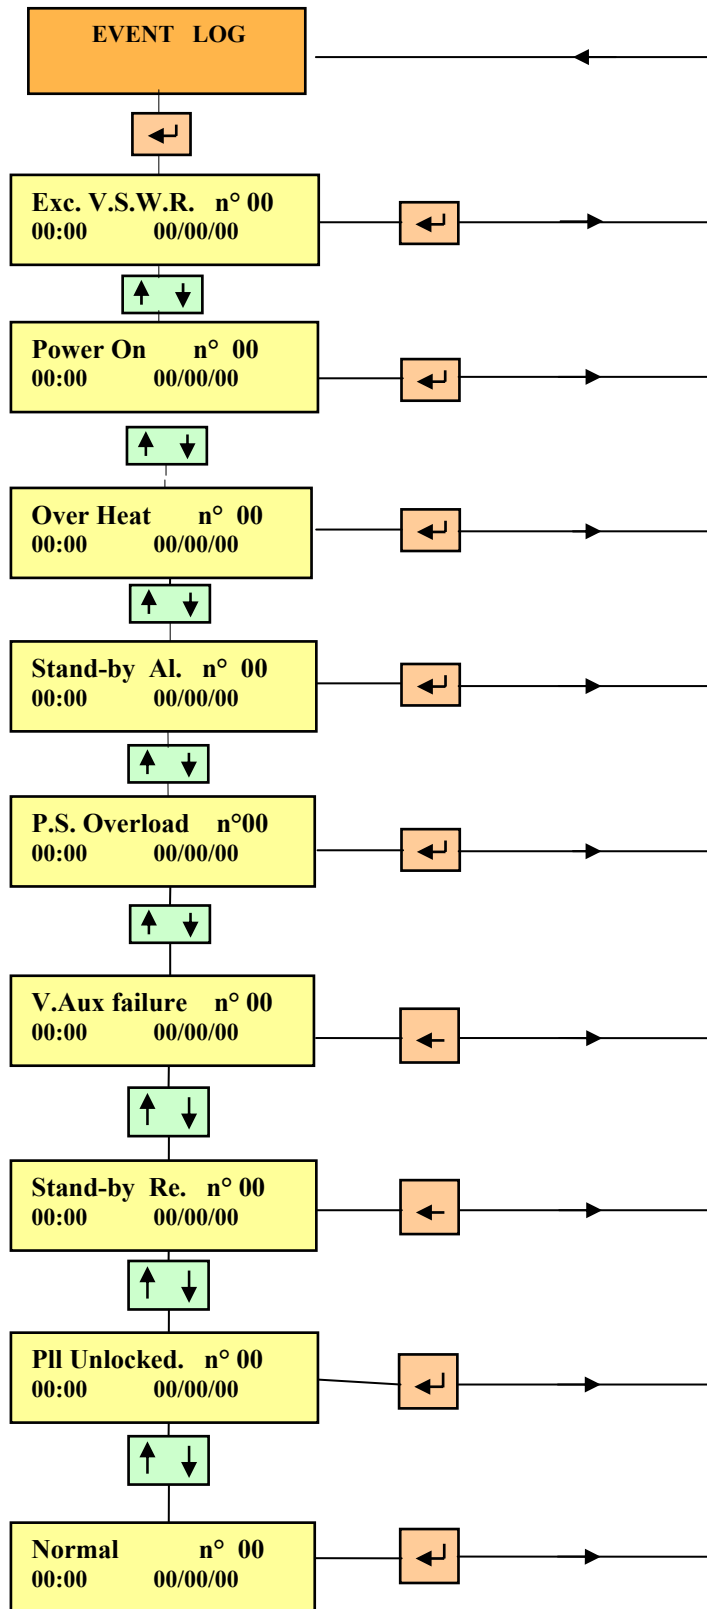 EVENT LOG
Exc. V.S.W.R. n° 00
00:00 00/00/00
Power On n° 00
00:00 00/00/00
Over Heat n° 00
00:00 00/00/00
Stand-by Al. n° 00
00:00 00/00/00
P.S. Overload n°00
00:00 00/00/00
V.Aux failure n° 00
00:00 00/00/00
Stand-by Re. n° 00
00:00 00/00/00
Pll Unlocked. n° 00
00:00 00/00/00
Normal n° 00
00:00 00/00/00